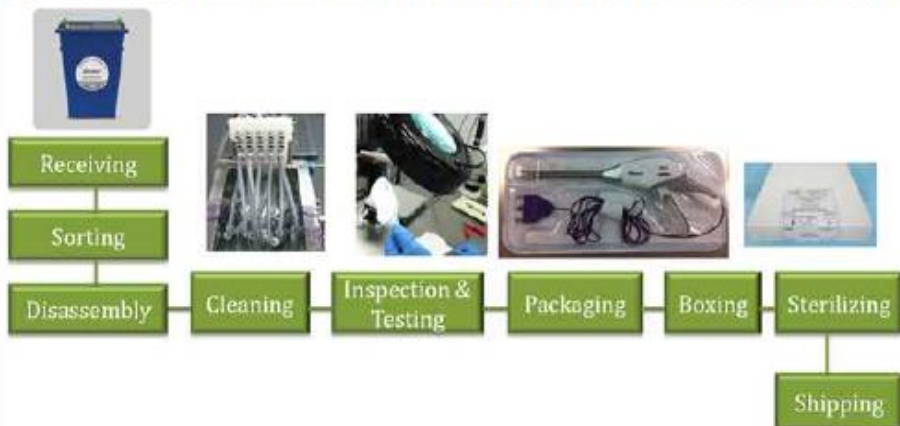 Receiving
Sorting
Disassembly
Cleaning
Inspection &
Testing
Packaging
Boxing
Sterilizing
Shipping